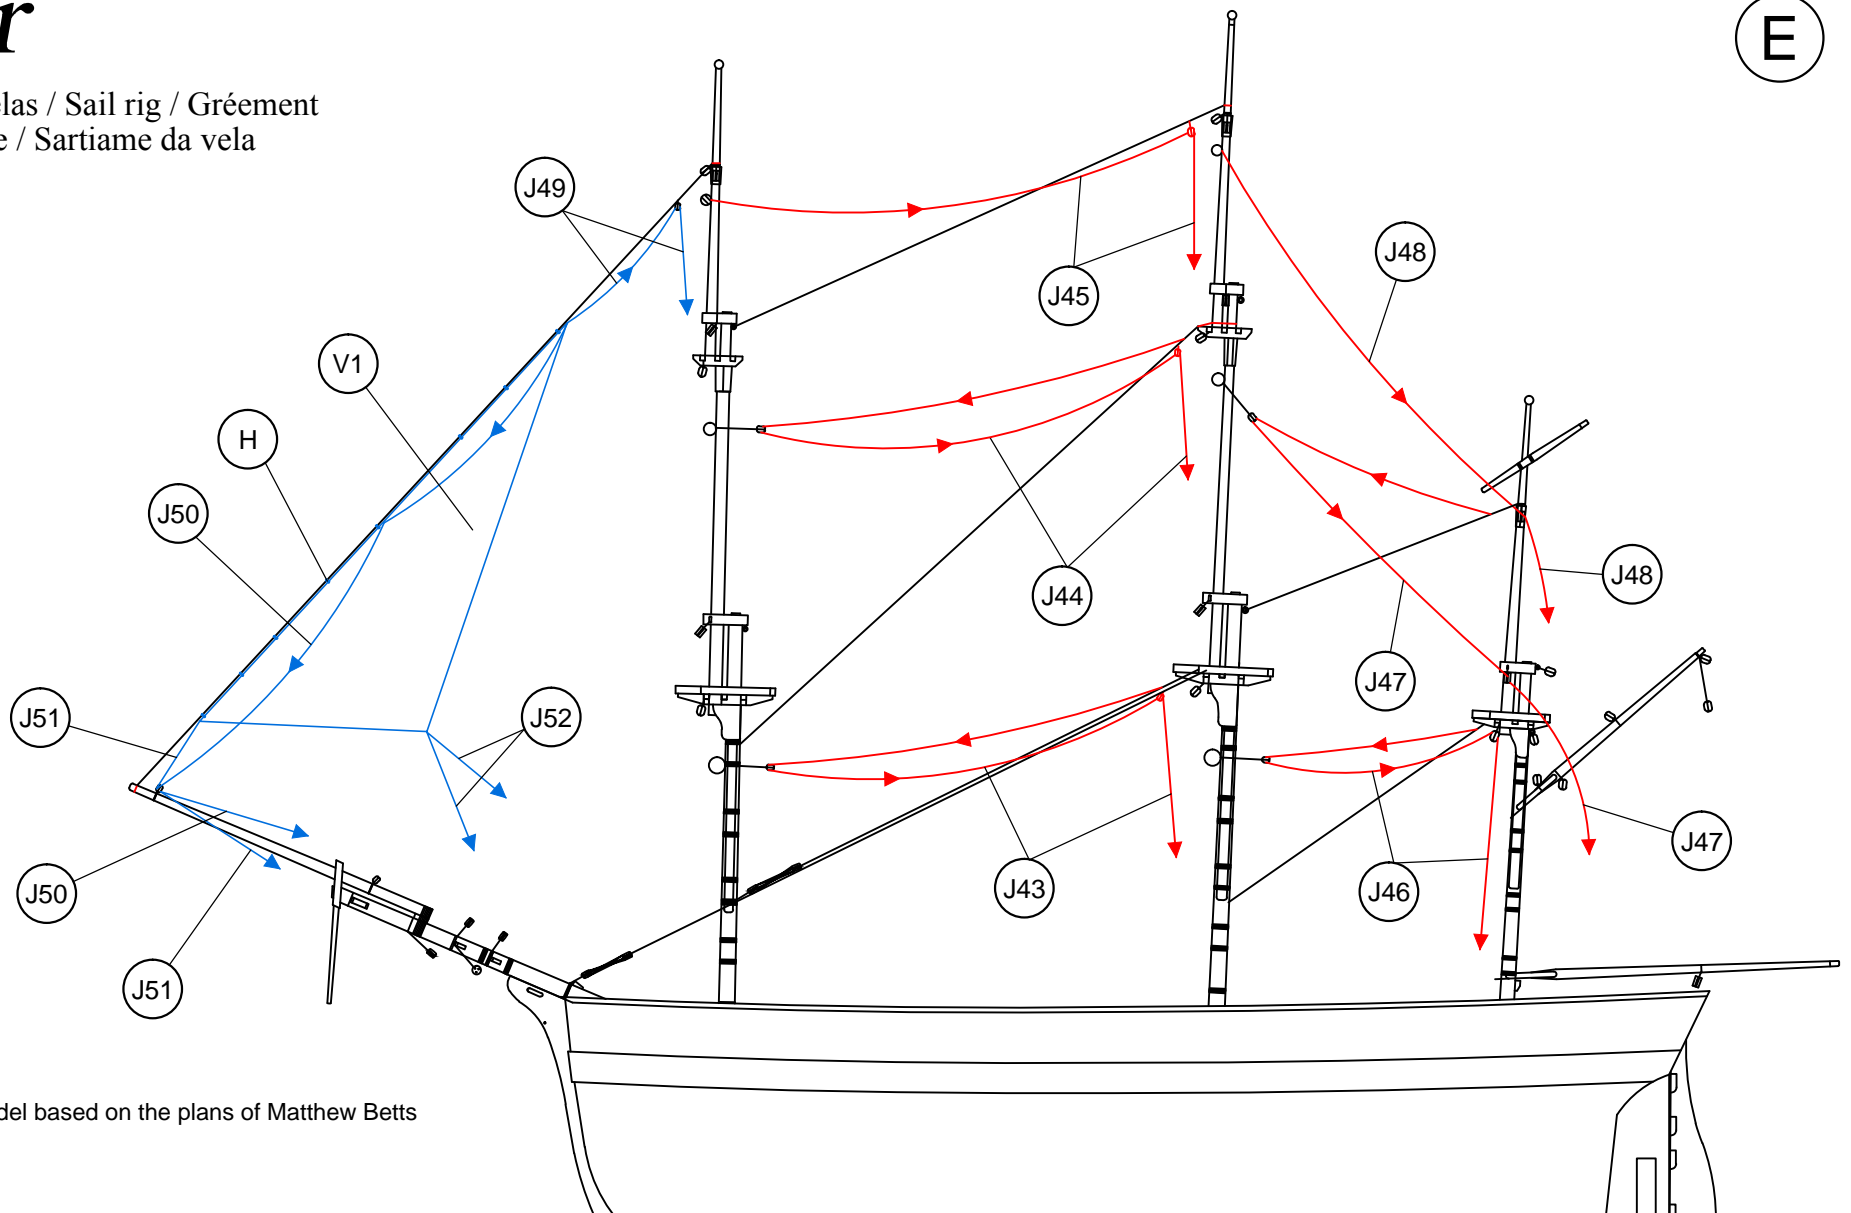 r
E
elas / Sail rig / Gréement
e / Sartiame da vela
J49
J48
J45
V1
H
J50
J44
J48
J47
J51
J52
J47
J50
J43
J46
J51
del based on the plans of Matthew Betts